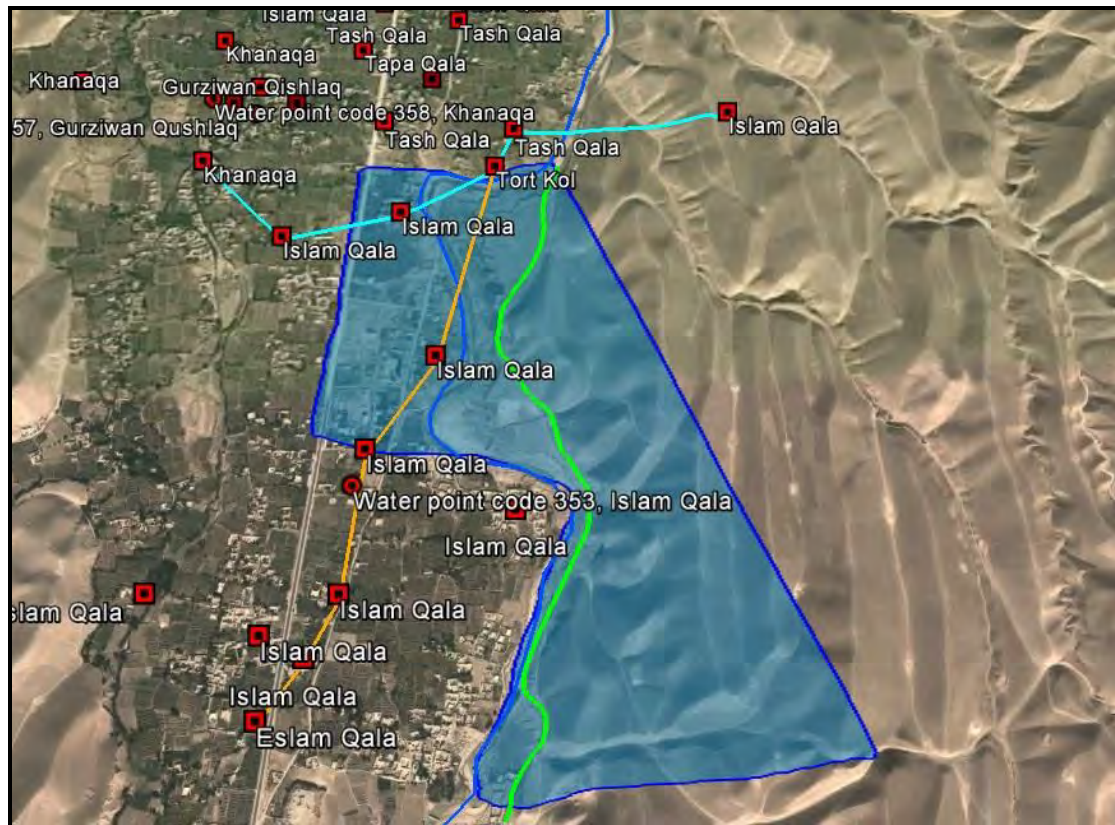 Islam Qala
Tash Qala
Tash Qala
Khanaqa
Tapa Qala
Khanaqa
Gurziwan Qishlaq
Water point code 358, Khanaqa
Islam Qala
57, Gurziwan Qushlaq
Tash Qala
Tash Qala
Khanaqa
Tort Kol
Islam Qala
Islam Qala
Islam Qala
Islam Qala
Water point code 353, Islam Qala
Islam Qala
slam Qala
Islam Qala
Islam Qala
Islam Qala
Eslam Qala